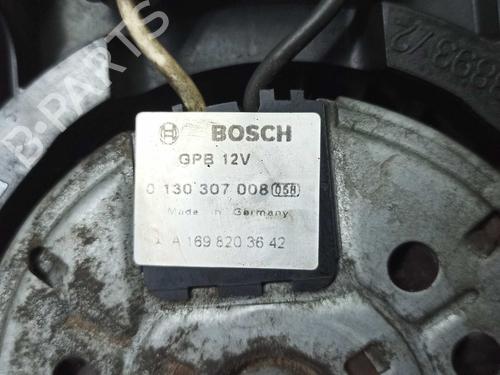 BOSCH
GPB 12V
0 130 307 008 058
Made in Germany
A 169 820 36 42
B-PARTS